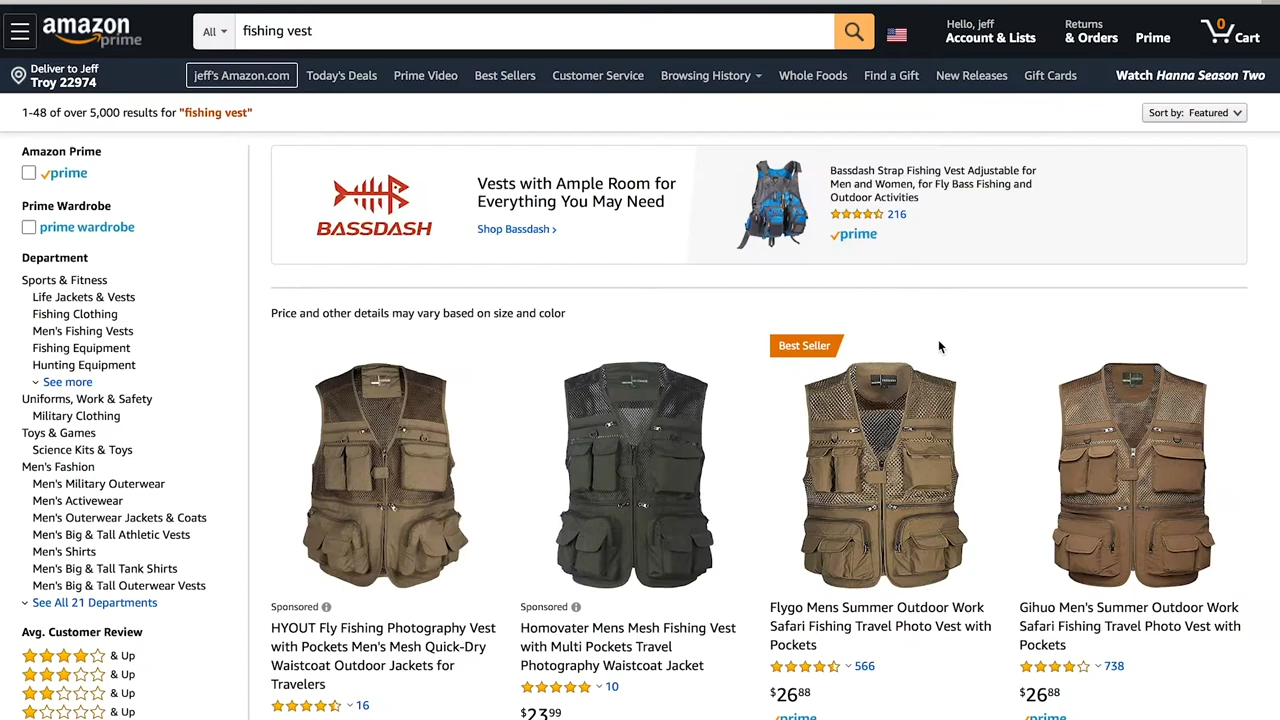 amazon
prime
All
fishing vest
Hello, jeff
Account & Lists
Returns
& Orders
Prime
0
Cart
Deliver to Jeff
Troy 22974
jeff's Amazon.com
Today's Deals
Prime Video
Best Sellers
Customer Service
Browsing History
Whole Foods
Find a Gift
New Releases
Gift Cards
Watch Hanna Season Two
1-48 of over 5,000 results for "fishing vest"
Sort by: Featured
Amazon Prime
prime
Prime Wardrobe
prime wardrobe
Department
Sports & Fitness
Life Jackets & Vests
Fishing Clothing
Men's Fishing Vests
Fishing Equipment
Hunting Equipment
See more
Uniforms, Work & Safety
Military Clothing
Toys & Games
Science Kits & Toys
Men's Fashion
Men's Military Outerwear
Men's Activewear
Men's Outerwear Jackets & Coats
Men's Big & Tall Athletic Vests
Men's Shirts
Men's Big & Tall Tank Shirts
Men's Big & Tall Outerwear Vests
See All 21 Departments
Avg. Customer Review
& Up
& Up
& Up
& Up
BASSDASH
Vests with Ample Room for
Everything You May Need
Shop Bassdash ›
Bassdash Strap Fishing Vest Adjustable for
Men and Women, for Fly Bass Fishing and
Outdoor Activities
216
prime
Price and other details may vary based on size and color
Sponsored
HYOUT Fly Fishing Photography Vest
with Pockets Men's Mesh Quick-Dry
Waistcoat Outdoor Jackets for
Travelers
16
Sponsored
Homovater Mens Mesh Fishing Vest
with Multi Pockets Travel
Photography Waistcoat Jacket
10
$23.99
Best Seller
Flygo Mens Summer Outdoor Work
Safari Fishing Travel Photo Vest with
Pockets
566
$26.88
prime
Gihuo Men's Summer Outdoor Work
Safari Fishing Travel Photo Vest with
Pockets
738
$26.88
prime